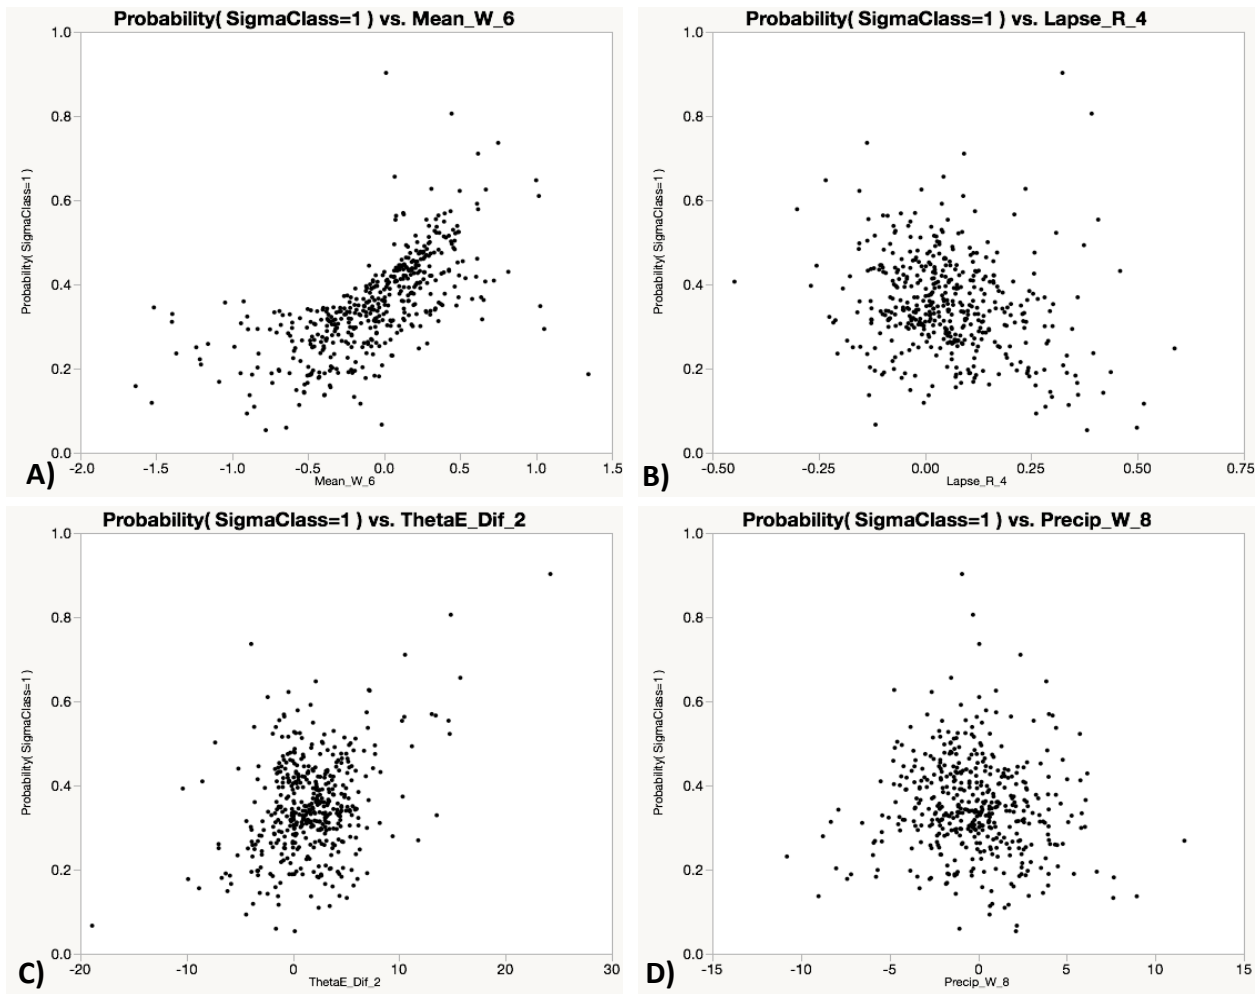 Probability( SigmaClass=1 ) vs. Mean_W_6
1.0
0.8
0.6
0.4
0.2
0.0
Probability( SigmaClass=1 )
-2.0 -1.5 -1.0 -0.5 0.0 0.5 1.0 1.5
Mean_W_6
A)
Probability( SigmaClass=1 ) vs. Lapse_R_4
1.0
0.8
0.6
0.4
0.2
0.0
Probability( SigmaClass=1 )
-0.50 -0.25 0.00 0.25 0.50 0.75
Lapse_R_4
B)
Probability( SigmaClass=1 ) vs. ThetaE_Dif_2
1.0
0.8
0.6
0.4
0.2
0.0
Probability( SigmaClass=1 )
-20 -10 0 10 20 30
ThetaE_Dif_2
C)
Probability( SigmaClass=1 ) vs. Precip_W_8
1.0
0.8
0.6
0.4
0.2
0.0
Probability( SigmaClass=1 )
-15 -10 -5 0 5 10 15
Precip_W_8
D)